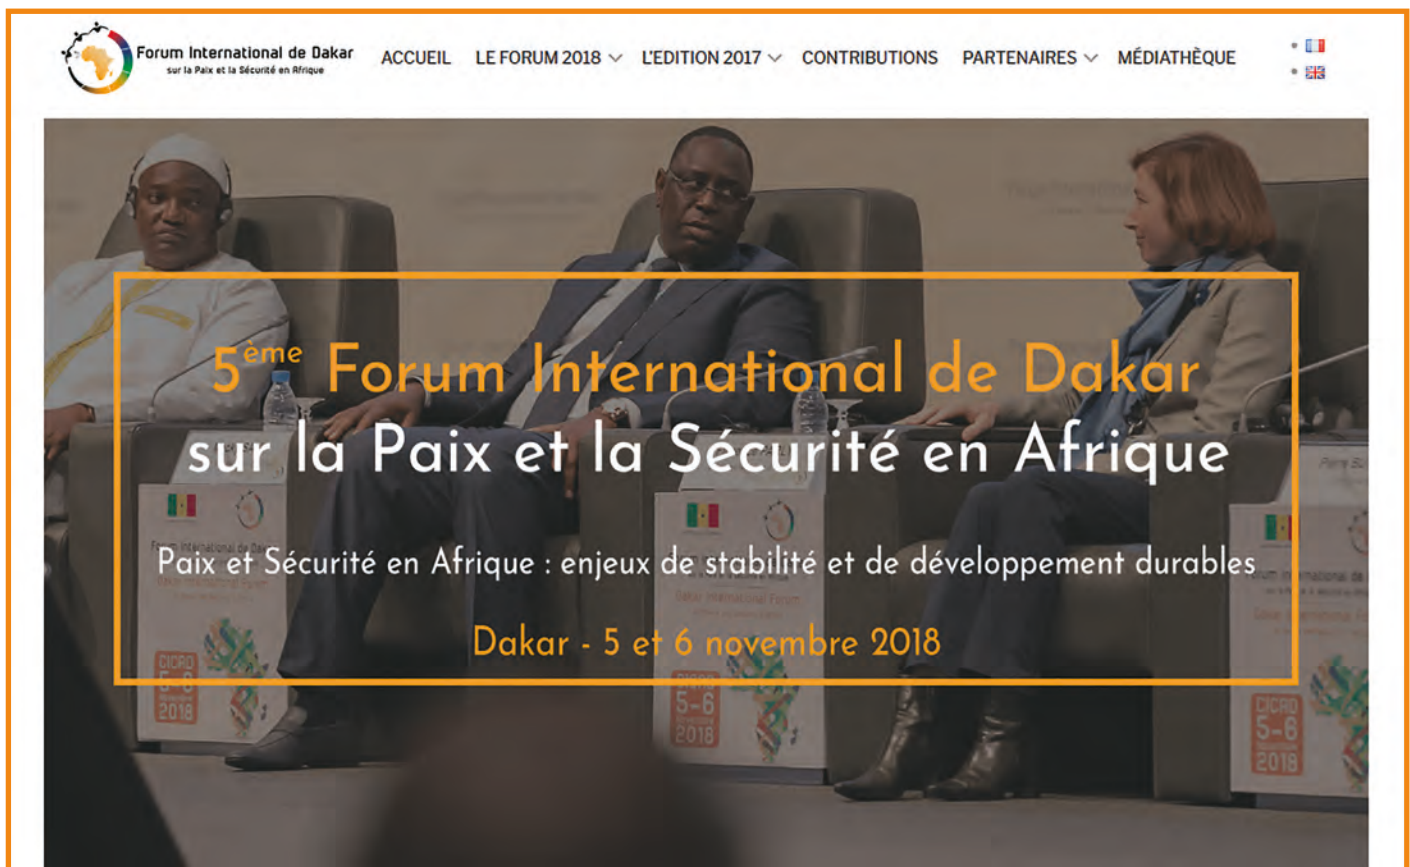 Forum International de Dakar
sur la Paix et la Sécurité en Afrique
ACCUEIL LE FORUM 2018 L'EDITION 2017 CONTRIBUTIONS PARTENAIRES MÉDIATHÈQUE
5ème Forum International de Dakar
sur la Paix et la Sécurité en Afrique
Paix et Sécurité en Afrique : enjeux de stabilité et de développement durables
Dakar - 5 et 6 novembre 2018
CICAD
5-6
2018
CICAD
5-6
2018
CICAD
5-6
2018